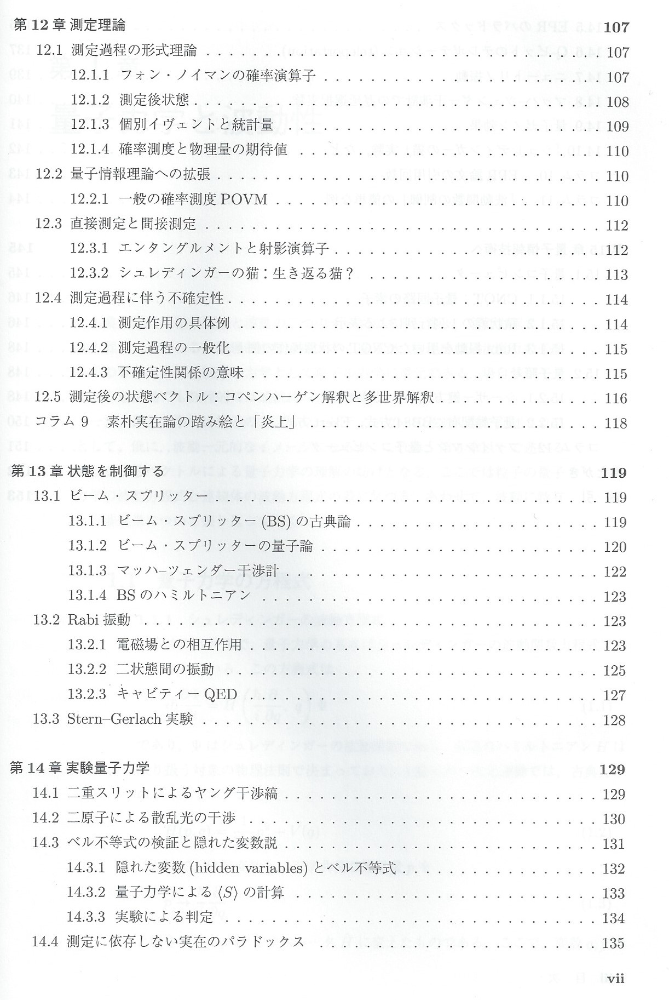 第12章 測定理論 107
12.1 測定過程の形式理論 . . . . . . . . . . 107
12.1.1 フォン・ノイマンの確率演算子 . . . . . . . . . . 107
12.1.2 測定後状態 . . . . . . . . . . 108
12.1.3 個別イヴェントと統計量 . . . . . . . . . . 109
12.1.4 確率測度と物理量の期待値 . . . . . . . . . . 110
12.2 量子情報理論への拡張 . . . . . . . . . . 110
12.2.1 一般の確率測度 POVM . . . . . . . . . . 110
12.3 直接測定と間接測定 . . . . . . . . . . 112
12.3.1 エンタングルメントと射影演算子 . . . . . . . . . . 112
12.3.2 シュレディンガーの猫：生き返る猫？ . . . . . . . . . . 113
12.4 測定過程に伴う不確定性 . . . . . . . . . . 114
12.4.1 測定作用の具体例 . . . . . . . . . . 114
12.4.2 測定過程の一般化 . . . . . . . . . . 115
12.4.3 不確定性関係の意味 . . . . . . . . . . 115
12.5 測定後の状態ベクトル：コペンハーゲン解釈と多世界解釈 . . . . . . . . . . 116
コラム 9 素朴実在論の踏み絵と「炎上」 . . . . . . . . . . 118
第13章 状態を制御する 119
13.1 ビーム・スプリッター . . . . . . . . . . 119
13.1.1 ビーム・スプリッター (BS) の古典論 . . . . . . . . . . 119
13.1.2 ビーム・スプリッターの量子論 . . . . . . . . . . 120
13.1.3 マッハ–ツェンダー干渉計 . . . . . . . . . . 122
13.1.4 BS のハミルトニアン . . . . . . . . . . 123
13.2 Rabi 振動 . . . . . . . . . . 123
13.2.1 電磁場との相互作用 . . . . . . . . . . 123
13.2.2 二状態間の振動 . . . . . . . . . . 125
13.2.3 キャビティー QED . . . . . . . . . . 127
13.3 Stern–Gerlach 実験 . . . . . . . . . . 128
第14章 実験量子力学 129
14.1 二重スリットによるヤング干渉縞 . . . . . . . . . . 129
14.2 二原子による散乱光の干渉 . . . . . . . . . . 130
14.3 ベル不等式の検証と隠れた変数説 . . . . . . . . . . 131
14.3.1 隠れた変数 (hidden variables) とベル不等式 . . . . . . . . . . 132
14.3.2 量子力学による ⟨S⟩ の計算 . . . . . . . . . . 133
14.3.3 実験による判定 . . . . . . . . . . 134
14.4 測定に依存しない実在のパラドックス . . . . . . . . . . 135
vii